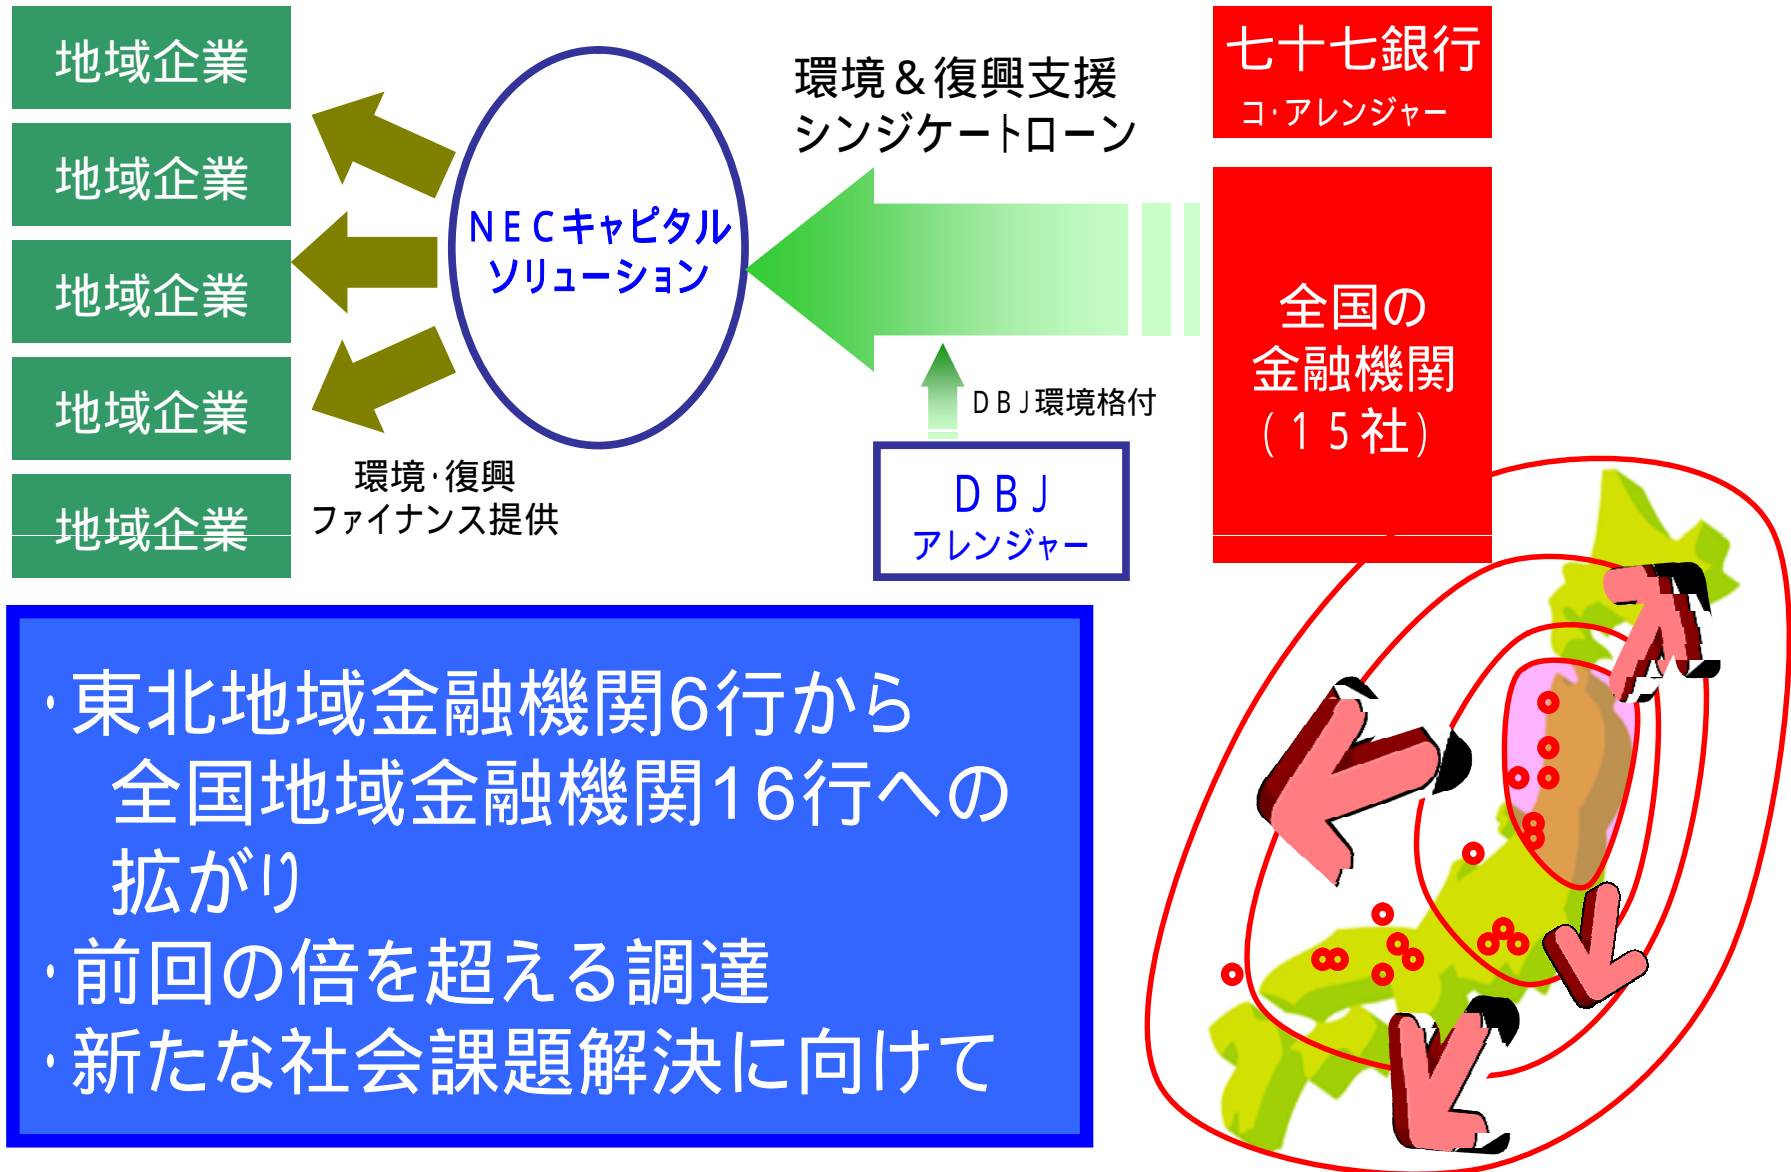 地域企業
地域企業
地域企業
地域企業
地域企業
NECキャピタル
ソリューション
環境・復興
ファイナンス提供
環境&復興支援
シンジケートローン
DBJ環境格付
DBJ
アレンジャー
七十七銀行
コ・アレンジャー
全国の
金融機関
(15社)
・東北地域金融機関6行から
全国地域金融機関16行への
拡がり
・前回の倍を超える調達
・新たな社会課題解決に向けて